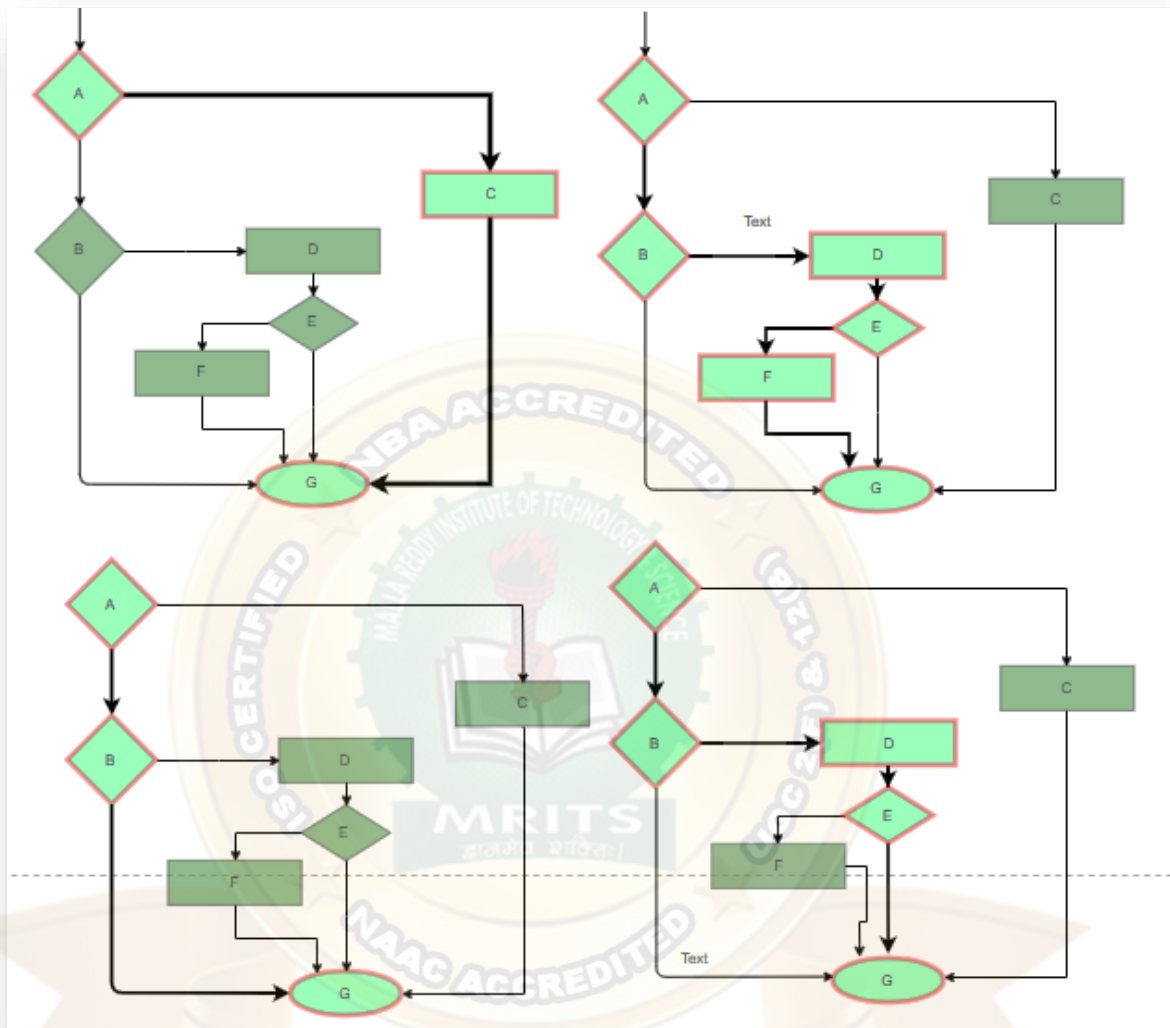 A
C
B
D
E
F
G
A
C
B
Text
D
E
F
G
A
C
B
D
E
F
G
A
C
B
D
E
F
Text
G
NBA ACCREDITED
MALLA REDDY INSTITUTE OF TECHNOLOGY & SCIENCE
UGC 2(F) & 12(B)
ISO CERTIFIED
MRITS
NAAC ACCREDITED